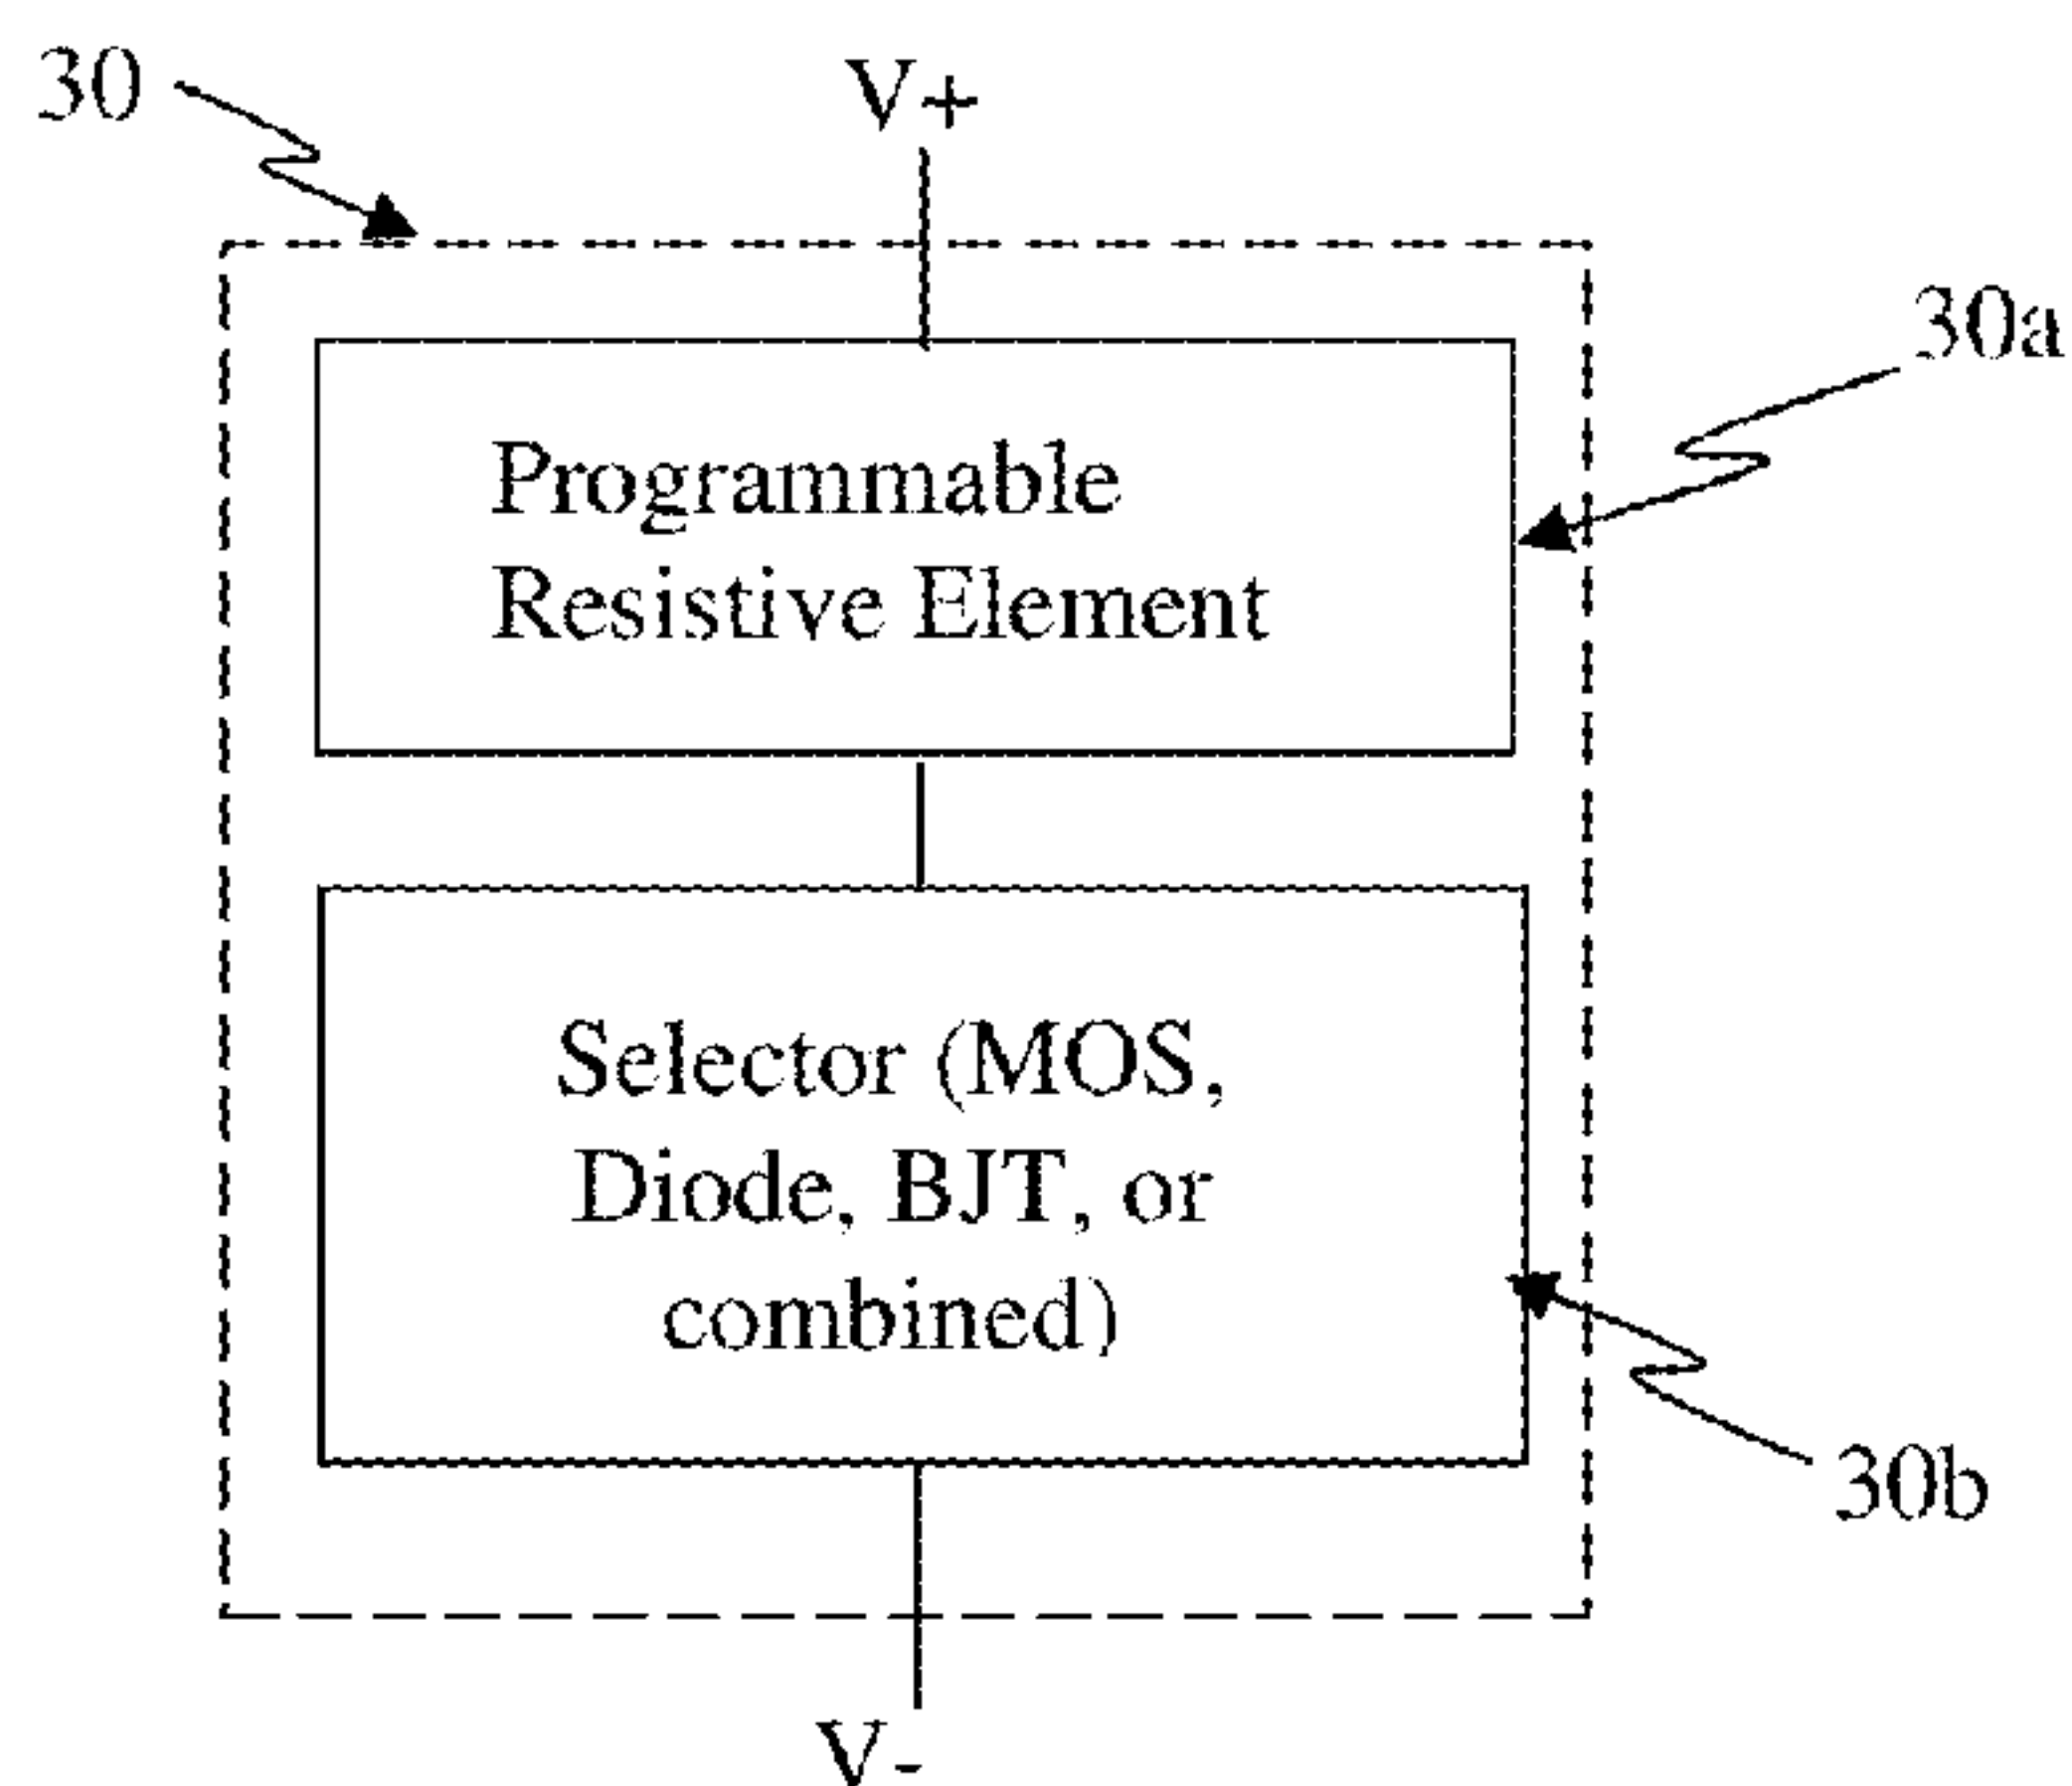 30
V+
30a
Programmable
Resistive Element
Selector (MOS,
Diode, BJT, or
combined)
30b
V-